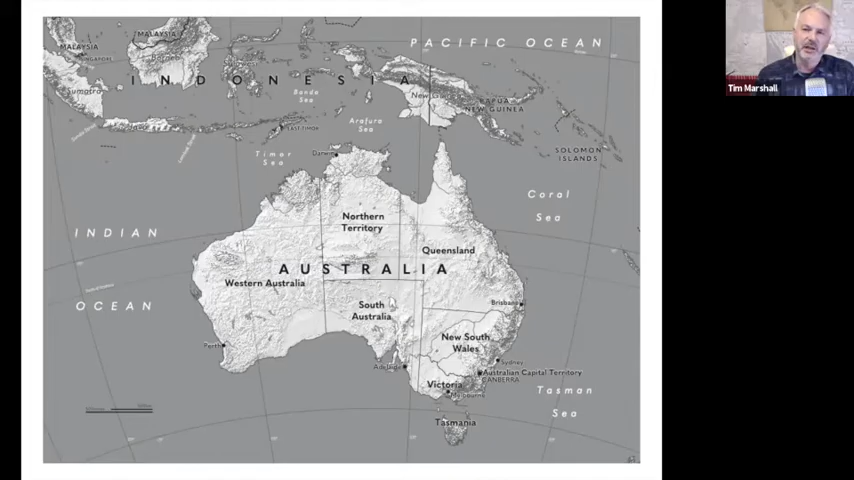 PACIFIC OCEAN
MALAYSIA
MALAYSIA
SINGAPORE
Borneo
INDONESIA
Sumatra
Banda
Sea
PAPUA
NEW GUINEA
Arafura
Sea
EAST TIMOR
SOLOMON
ISLANDS
Timor
Sea
Darwin
Coral
Sea
INDIAN
OCEAN
Northern
Territory
Queensland
AUSTRALIA
Western Australia
South
Australia
Brisbane
New South
Wales
Perth
Adelaide
Sydney
Australian Capital Territory
CANBERRA
Victoria
Melbourne
Tasman
Sea
Tasmania
Tim Marshall